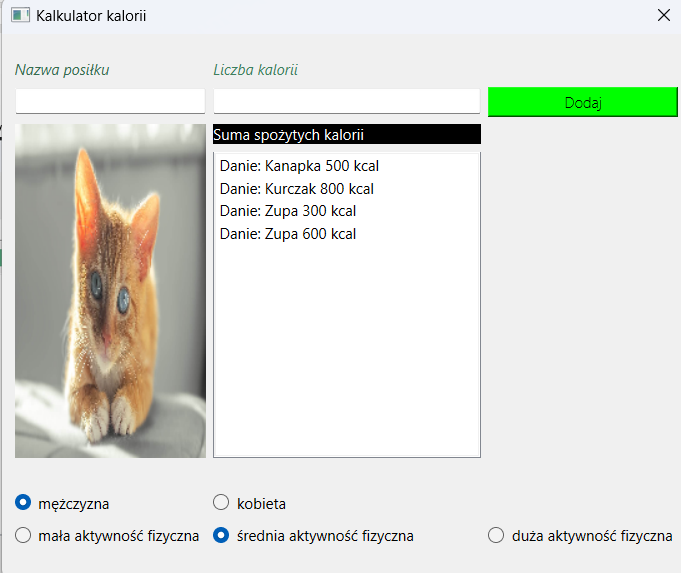 Kalkulator kalorii
Nazwa posiłku
Liczba kalorii
Dodaj
Suma spożytych kalorii
Danie: Kanapka 500 kcal
Danie: Kurczak 800 kcal
Danie: Zupa 300 kcal
Danie: Zupa 600 kcal
mężczyzna
kobieta
mała aktywność fizyczna
średnia aktywność fizyczna
duża aktywność fizyczna